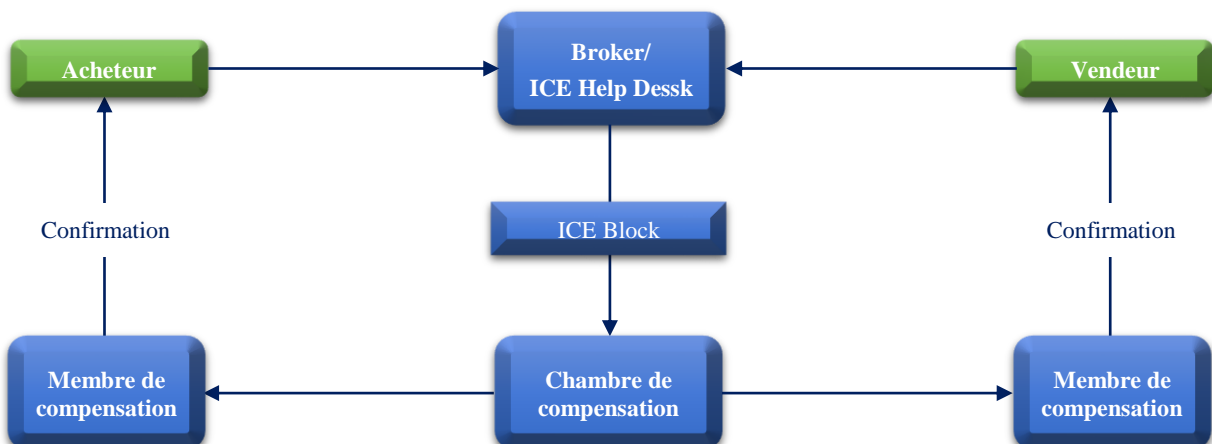 Broker/
Acheteur
Vendeur
ICE Help Dessk
Confirmation
ICE Block
Confirmation
Membre de
compensation
Chambre de
compensation
Membre de
compensation